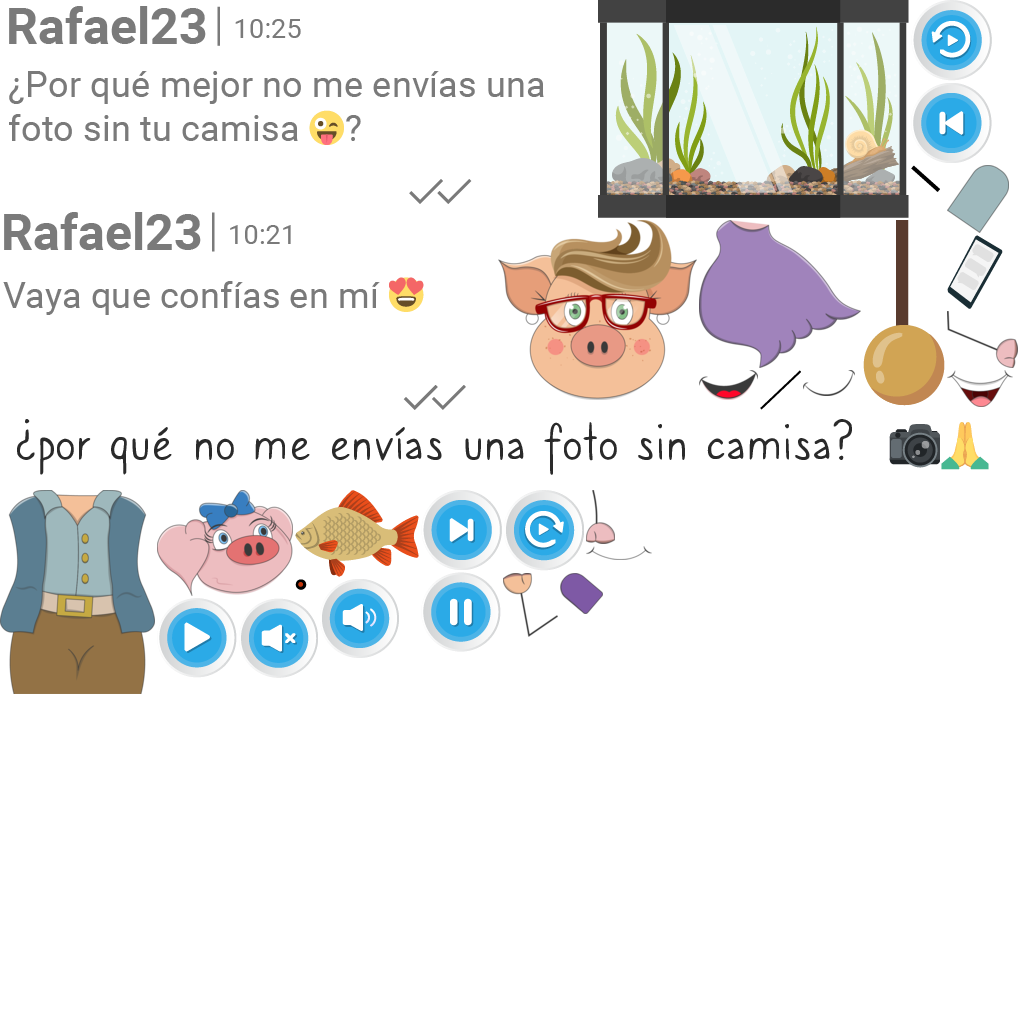 Rafael23 | 10:25
¿Por qué mejor no me envías una
foto sin tu camisa 😜?
Rafael23 | 10:21
Vaya que confías en mí 😍
¿por qué no me envías una foto sin camisa? 📷🙏